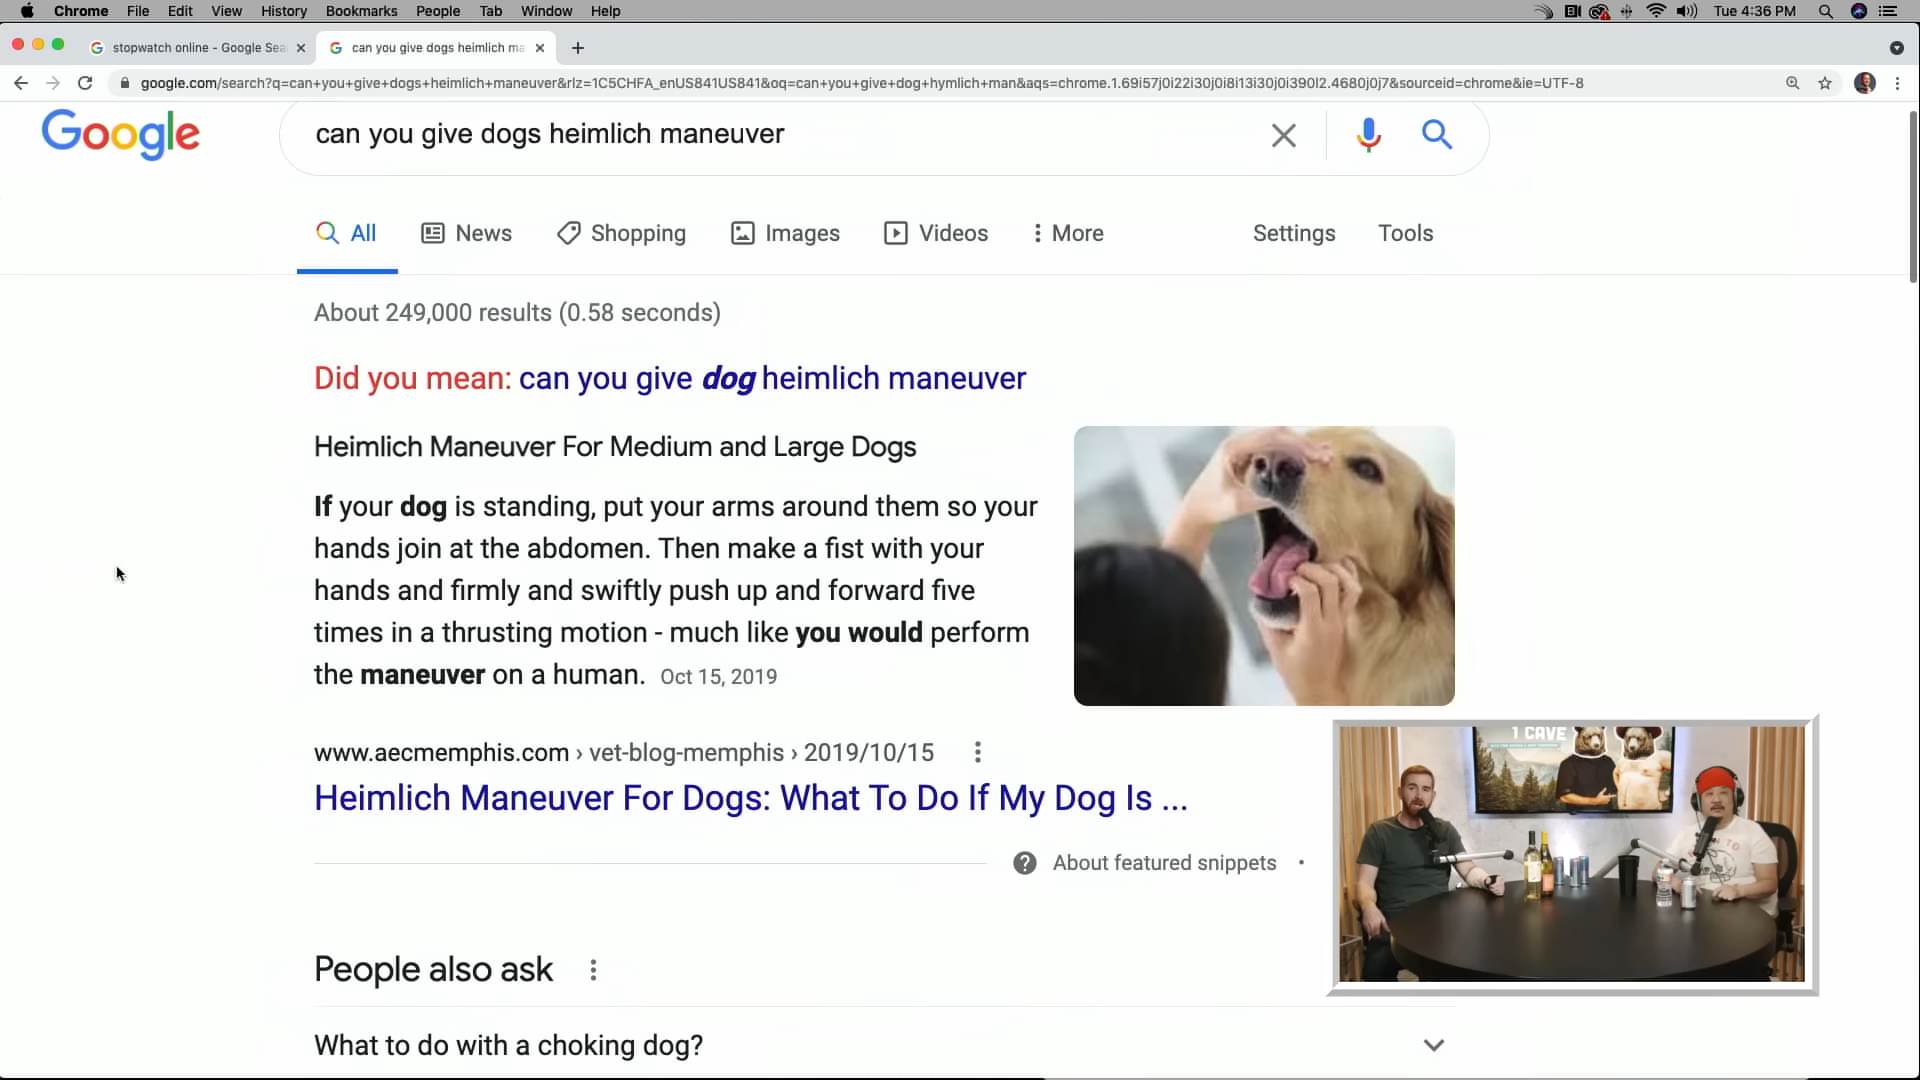 Chrome File Edit View History Bookmarks People Tab Window Help
Tue 4:36 PM
stopwatch online - Google Sea
can you give dogs heimlich ma
google.com/search?q=can+you+give+dogs+heimlich+maneuver&rlz=1C5CHFA_enUS841US841&oq=can+you+give+dog+hymlich+man&aqs=chrome.1.69i57j0i22i30j0i8i13i30j0i390l2.4680j0j7&sourceid=chrome&ie=UTF-8
Google
can you give dogs heimlich maneuver
All News Shopping Images Videos More Settings Tools
About 249,000 results (0.58 seconds)
Did you mean: can you give dog heimlich maneuver
Heimlich Maneuver For Medium and Large Dogs
If your dog is standing, put your arms around them so your
hands join at the abdomen. Then make a fist with your
hands and firmly and swiftly push up and forward five
times in a thrusting motion - much like you would perform
the maneuver on a human. Oct 15, 2019
www.aecmemphis.com › vet-blog-memphis › 2019/10/15
Heimlich Maneuver For Dogs: What To Do If My Dog Is ...
About featured snippets •
1 CAVE
People also ask
What to do with a choking dog?